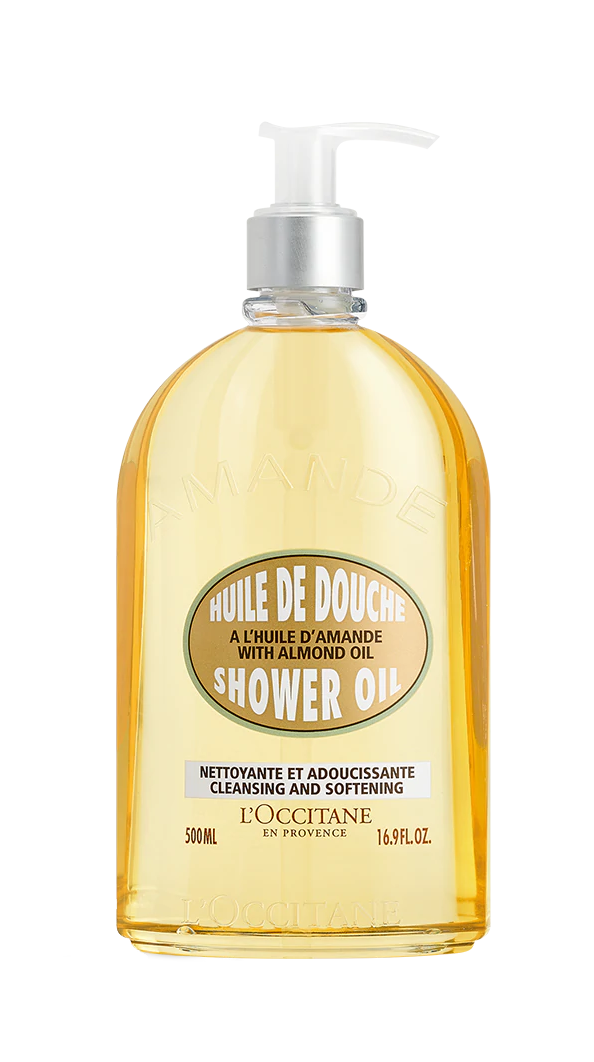 AMANDE
HUILE DE DOUCHE
A L'HUILE D'AMANDE
WITH ALMOND OIL
SHOWER OIL
NETTOYANTE ET ADOUCISSANTE
CLEANSING AND SOFTENING
L'OCCITANE
EN PROVENCE
500ML 16.9FL.OZ.
L'OCCITANE